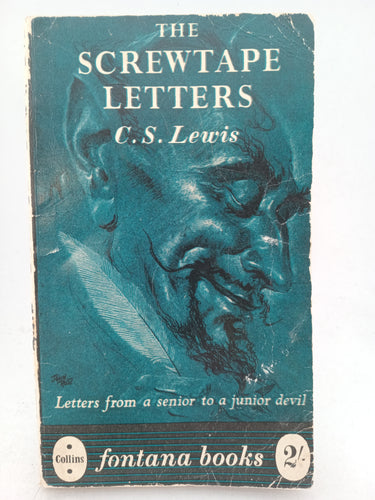 THE
SCREWTAPE
LETTERS
C. S. Lewis
Letters from a senior to a junior devil
Collins
fontana books
2/-